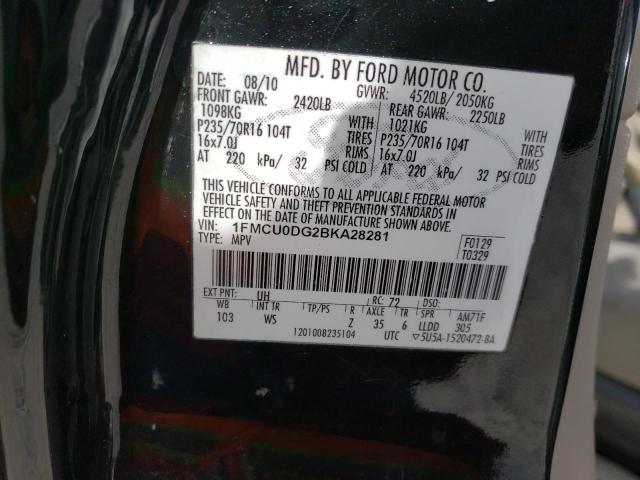 MFD. BY FORD MOTOR CO.
DATE: 08/10 GVWR: 4520LB/ 2050KG
FRONT GAWR: 2420LB REAR GAWR: 2250LB
1098KG WITH 1021KG WITH
P235/70R16 104T TIRES P235/70R16 104T TIRES
16x7.0J RIMS 16x7.0J RIMS
AT 220 kPa/ 32 PSI COLD AT 220 kPa/ 32 PSI COLD
THIS VEHICLE CONFORMS TO ALL APPLICABLE FEDERAL MOTOR
VEHICLE SAFETY AND THEFT PREVENTION STANDARDS IN
EFFECT ON THE DATE OF MANUFACTURE SHOWN ABOVE.
VIN: 1FMCU0DG2BKA28281 F0129
TYPE: MPV T0329
EXT PNT: UH RC: 72 DSO:
WB INT TR TP/PS R AXLE TR SPR AM71F
103 WS Z 35 6 LLDD 305
1201008235104 UTC ▽5U5A-1520472-BA